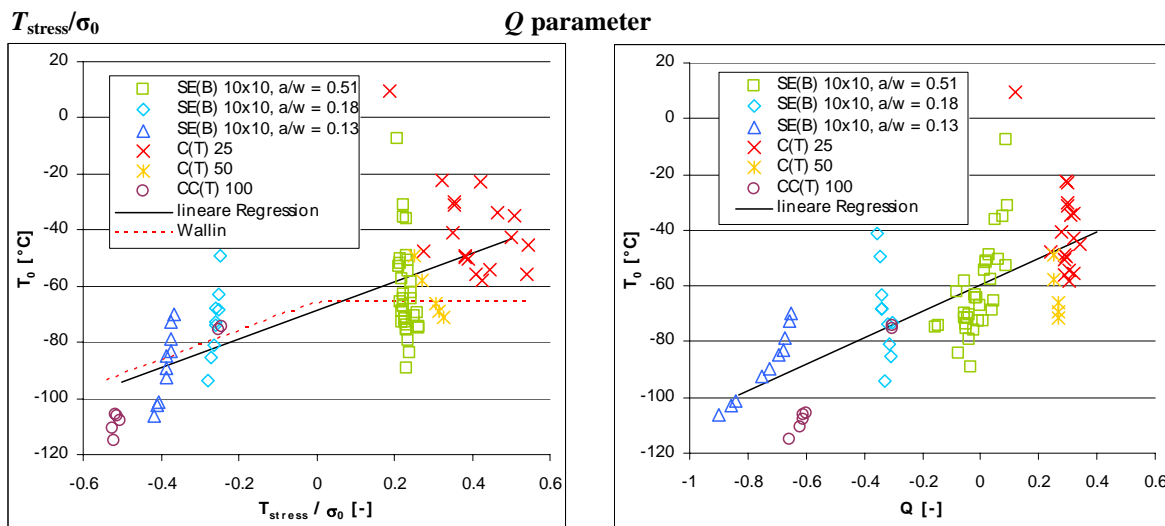 T_stress/σ₀
Q parameter
20
0
-20
-40
-60
-80
-100
-120
T₀ [°C]
SE(B) 10x10, a/w = 0.51
SE(B) 10x10, a/w = 0.18
SE(B) 10x10, a/w = 0.13
C(T) 25
C(T) 50
CC(T) 100
lineare Regression
Wallin
-0.6 -0.4 -0.2 0 0.2 0.4 0.6
T_stress / σ₀ [-]
20
0
-20
-40
-60
-80
-100
-120
T₀ [°C]
SE(B) 10x10, a/w = 0.51
SE(B) 10x10, a/w = 0.18
SE(B) 10x10, a/w = 0.13
C(T) 25
C(T) 50
CC(T) 100
lineare Regression
-1 -0.8 -0.6 -0.4 -0.2 0 0.2 0.4 0.6
Q [-]